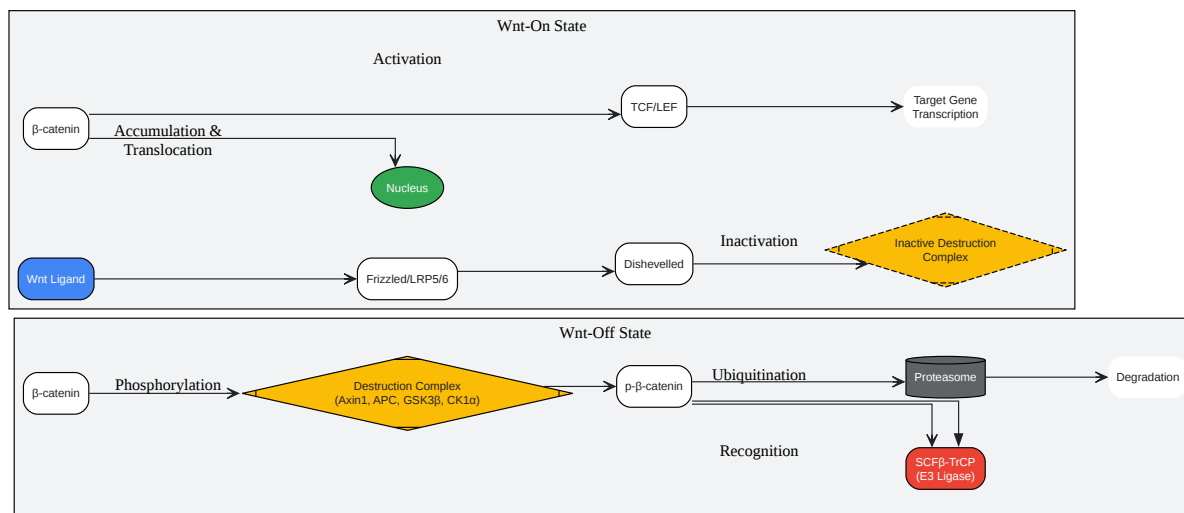 Wnt-On State
Activation
β-catenin
TCF/LEF
Target Gene
Transcription
Accumulation &
Translocation
Nucleus
Wnt Ligand
Frizzled/LRP5/6
Dishevelled
Inactivation
Inactive Destruction
Complex
Wnt-Off State
β-catenin
Phosphorylation
Destruction Complex
(Axin1, APC, GSK3β, CK1α)
p-β-catenin
Ubiquitination
Proteasome
Degradation
Recognition
SCFβ-TrCP
(E3 Ligase)